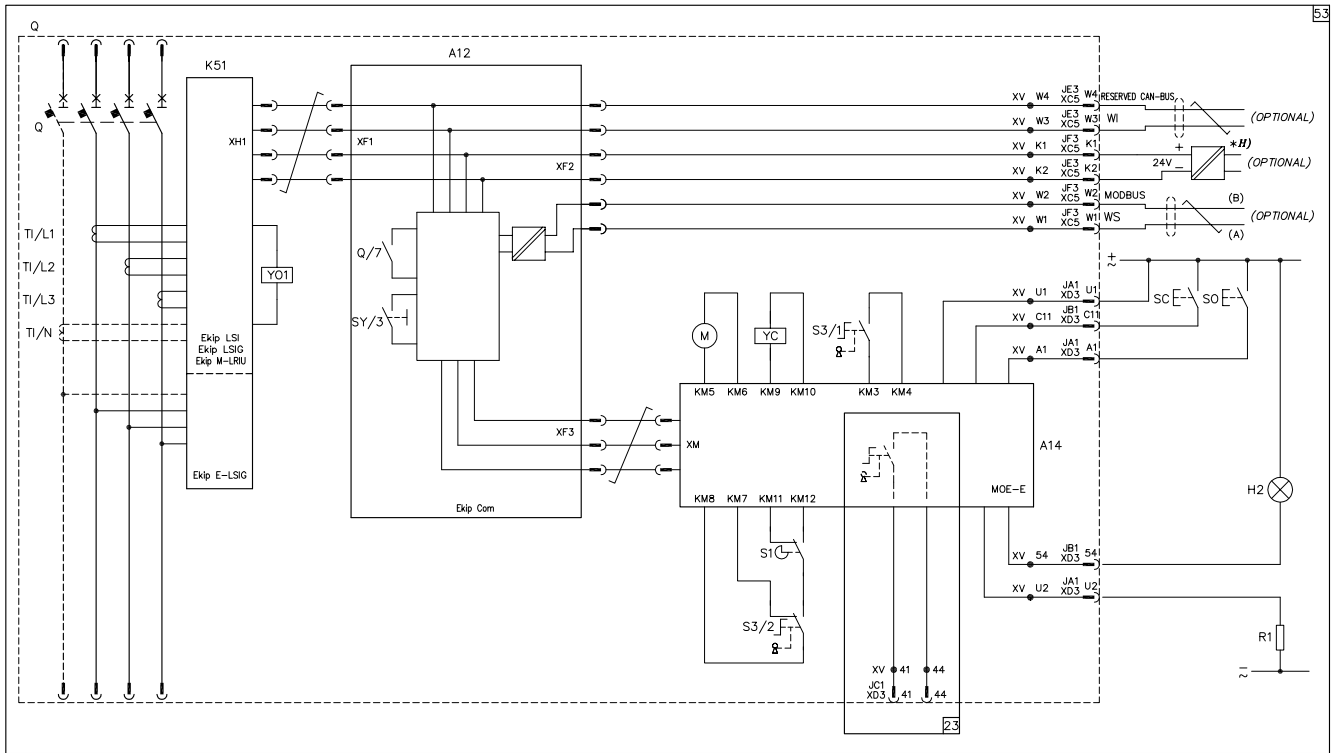 53
Q
K51
A12
Q
XH1
XF1
XF2
XV W4 JE3 XC5 W4 RESERVED CAN-BUS
XV W3 JE3 XC5 W3 WI
(OPTIONAL)
XV K1 JF3 XC5 K1 + *H)
24V
XV K2 JE3 XC5 K2 −
(OPTIONAL)
XV W2 JF3 XC5 W2 MODBUS (B)
XV W1 JF3 XC5 W1 WS (A)
(OPTIONAL)
TI/L1
TI/L2
TI/L3
TI/N
YO1
Q/7
SY/3
Ekip LSI
Ekip LSIG
Ekip M-LRIU
Ekip E-LSIG
Ekip Com
XF3
+
~
XV U1 JA1 XD3 U1
XV C11 JB1 XD3 C11
XV A1 JA1 XD3 A1
SC
SO
M
YC
S3/1
KM5 KM6 KM9 KM10 KM3 KM4
XM
A14
MOE-E
KM8 KM7 KM11 KM12
H2
S1
S3/2
XV 54 JB1 XD3 54
XV U2 JA1 XD3 U2
R1
−
~
XV 41 44
JC1
XD3 41 44
23